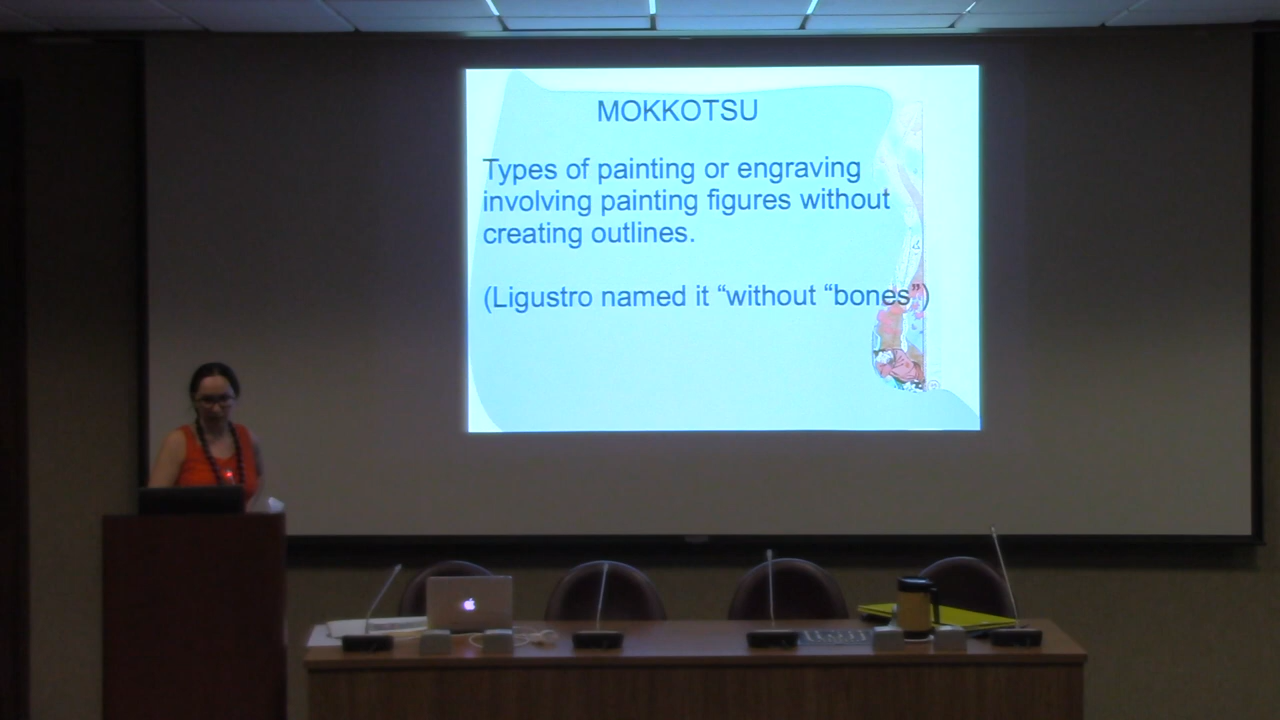 MOKKOTSU
Types of painting or engraving
involving painting figures without
creating outlines.
(Ligustro named it “without “bones”)